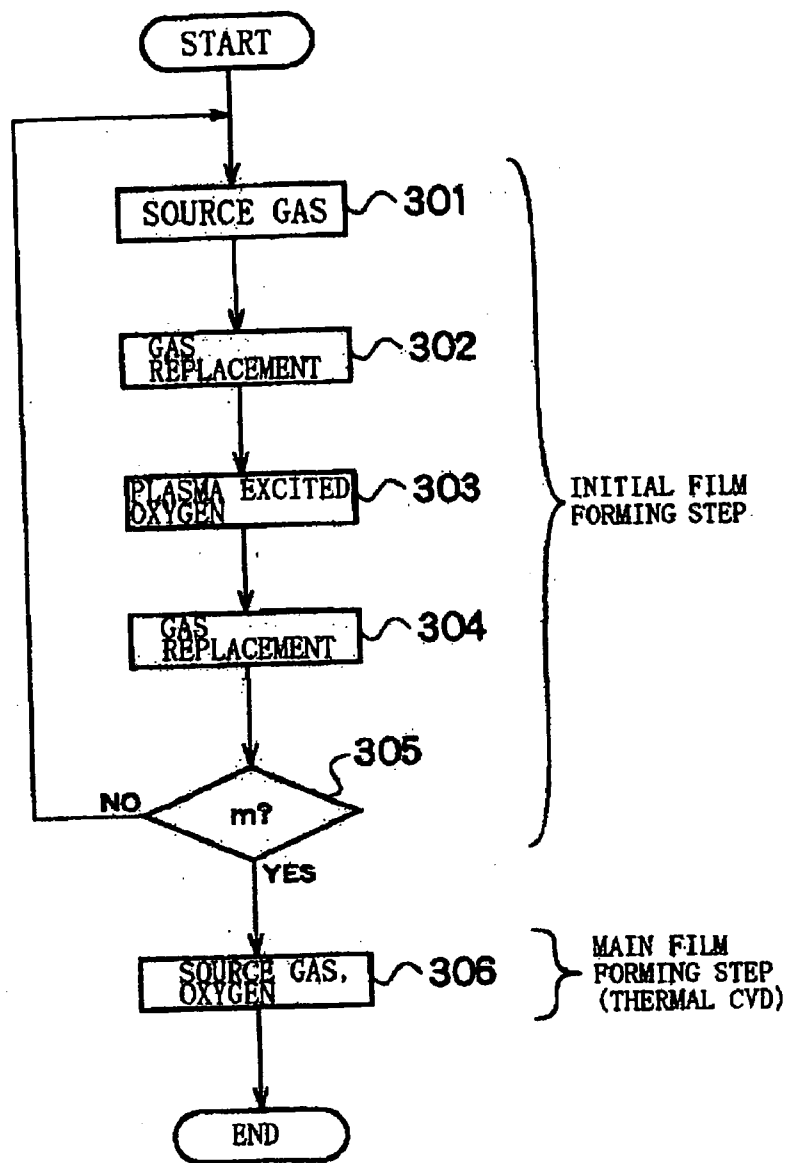 START
SOURCE GAS
301
GAS
REPLACEMENT
302
PLASMA EXCITED
OXYGEN
303
GAS
REPLACEMENT
304
INITIAL FILM
FORMING STEP
305
m?
NO
YES
SOURCE GAS,
OXYGEN
306
MAIN FILM
FORMING STEP
(THERMAL CVD)
END